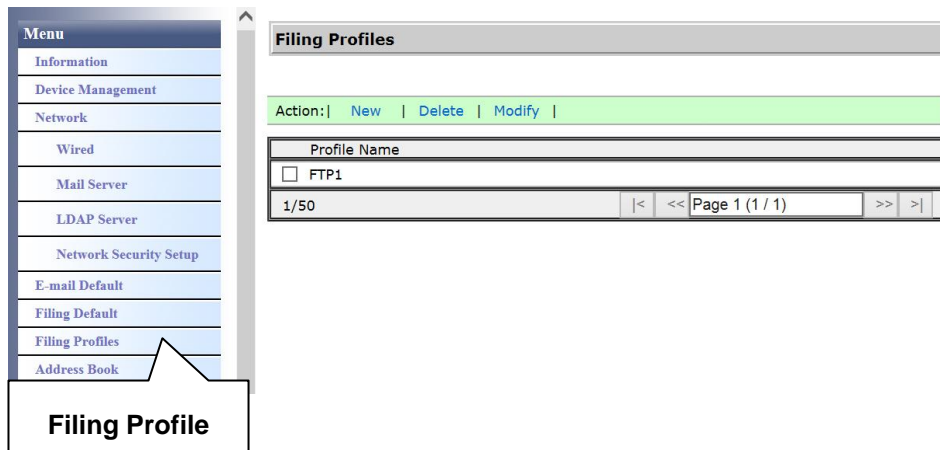 Menu
Information
Device Management
Network
Wired
Mail Server
LDAP Server
Network Security Setup
E-mail Default
Filing Default
Filing Profiles
Address Book
Filing Profile
Filing Profiles
Action:| New | Delete | Modify |
Profile Name
FTP1
1/50 |< << Page 1 (1 / 1) >> >|